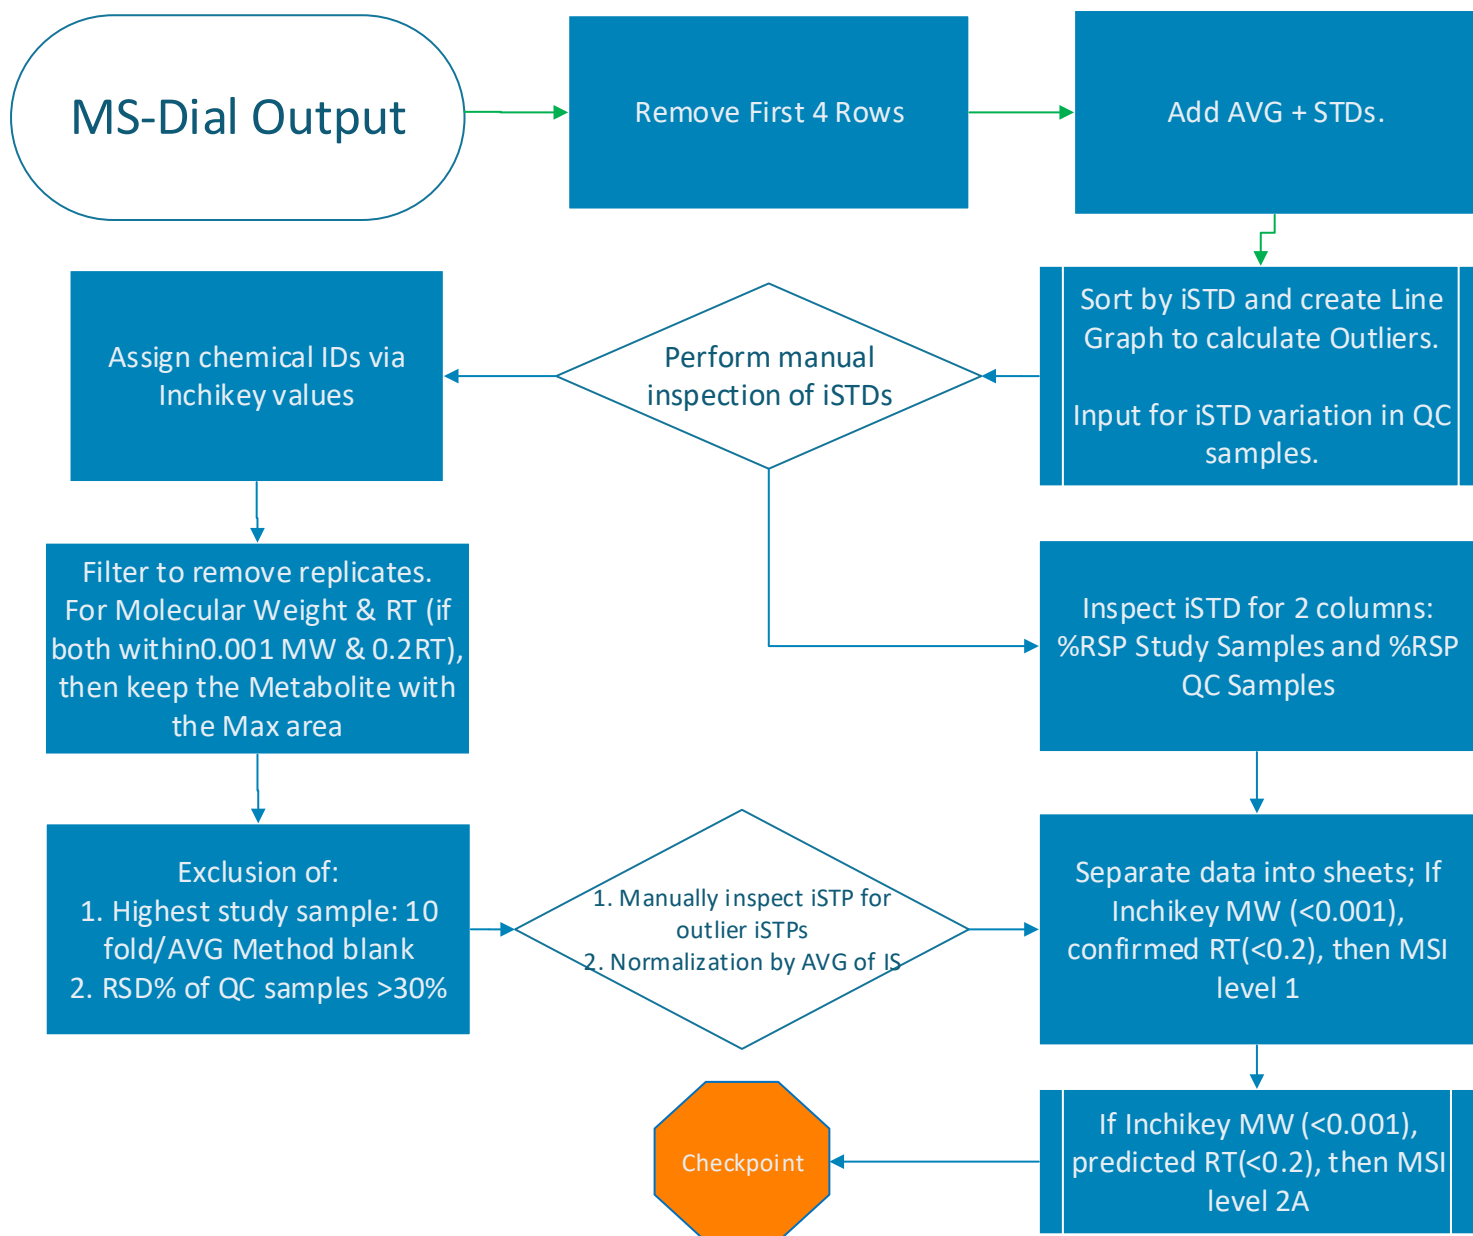 MS-Dial Output
Remove First 4 Rows
Add AVG + STDs.
Sort by iSTD and create Line
Graph to calculate Outliers.
Input for iSTD variation in QC
samples.
Perform manual
inspection of iSTDs
Assign chemical IDs via
Inchikey values
Filter to remove replicates.
For Molecular Weight & RT (if
both within0.001 MW & 0.2RT),
then keep the Metabolite with
the Max area
Inspect iSTD for 2 columns:
%RSP Study Samples and %RSP
QC Samples
Exclusion of:
1. Highest study sample: 10
fold/AVG Method blank
2. RSD% of QC samples >30%
1. Manually inspect iSTP for
outlier iSTPs
2. Normalization by AVG of IS
Separate data into sheets; If
Inchikey MW (<0.001),
confirmed RT(<0.2), then MSI
level 1
If Inchikey MW (<0.001),
predicted RT(<0.2), then MSI
level 2A
Checkpoint